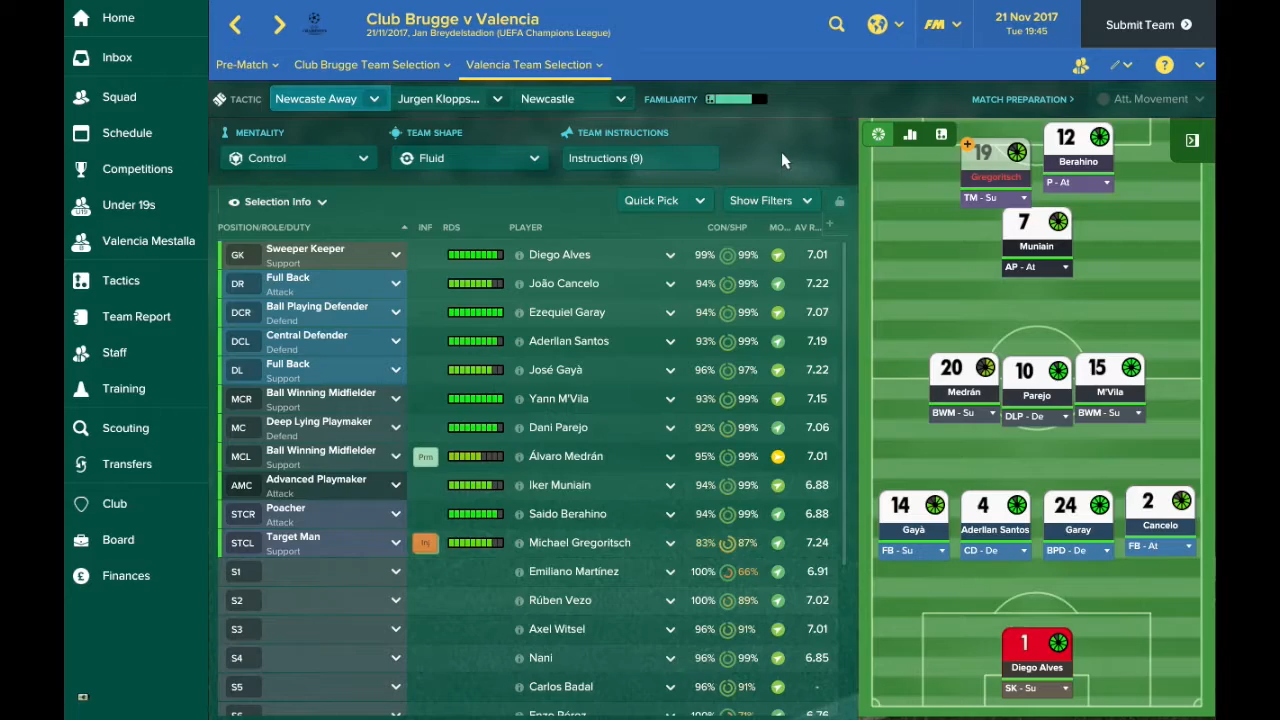 Home
Inbox
Squad
Schedule
Competitions
Under 19s
U19
Valencia Mestalla
Tactics
Team Report
Staff
Training
Scouting
Transfers
Club
Board
Finances
Club Brugge v Valencia
21/11/2017, Jan Breydelstadion (UEFA Champions League)
FM
21 Nov 2017
Tue 19:45
Submit Team
Pre-Match
Club Brugge Team Selection
Valencia Team Selection
?
TACTIC
Newcaste Away
Jurgen Klopps...
Newcastle
FAMILIARITY
MATCH PREPARATION >
Att. Movement
MENTALITY
TEAM SHAPE
TEAM INSTRUCTIONS
Control
Fluid
Instructions (9)
Selection Info
Quick Pick
Show Filters
POSITION/ROLE/DUTY INF RDS PLAYER CON/SHP MO... AV R...
GK Sweeper Keeper Support Diego Alves 99% 99% 7.01
DR Full Back Attack João Cancelo 94% 99% 7.22
DCR Ball Playing Defender Defend Ezequiel Garay 94% 99% 7.07
DCL Central Defender Defend Aderllan Santos 93% 99% 7.19
DL Full Back Support José Gayà 96% 97% 7.22
MCR Ball Winning Midfielder Support Yann M'Vila 93% 99% 7.15
MC Deep Lying Playmaker Defend Dani Parejo 92% 99% 7.06
MCL Ball Winning Midfielder Support Prm Álvaro Medrán 95% 99% 7.01
AMC Advanced Playmaker Attack Iker Muniain 94% 99% 6.88
STCR Poacher Attack Saido Berahino 94% 99% 6.88
STCL Target Man Support Inj Michael Gregoritsch 83% 87% 7.24
S1 Emiliano Martínez 100% 66% 6.91
S2 Rúben Vezo 100% 89% 7.02
S3 Axel Witsel 96% 91% 7.01
S4 Nani 96% 99% 6.85
S5 Carlos Badal 96% 91% -
S6 Enzo Pérez 100% 71% 6.76
19 Gregoritsch
TM - Su
12 Berahino
P - At
7 Muniain
AP - At
20 Medrán
BWM - Su
10 Parejo
DLP - De
15 M'Vila
BWM - Su
14 Gayà
FB - Su
4 Aderllan Santos
CD - De
24 Garay
BPD - De
2 Cancelo
FB - At
1 Diego Alves
SK - Su